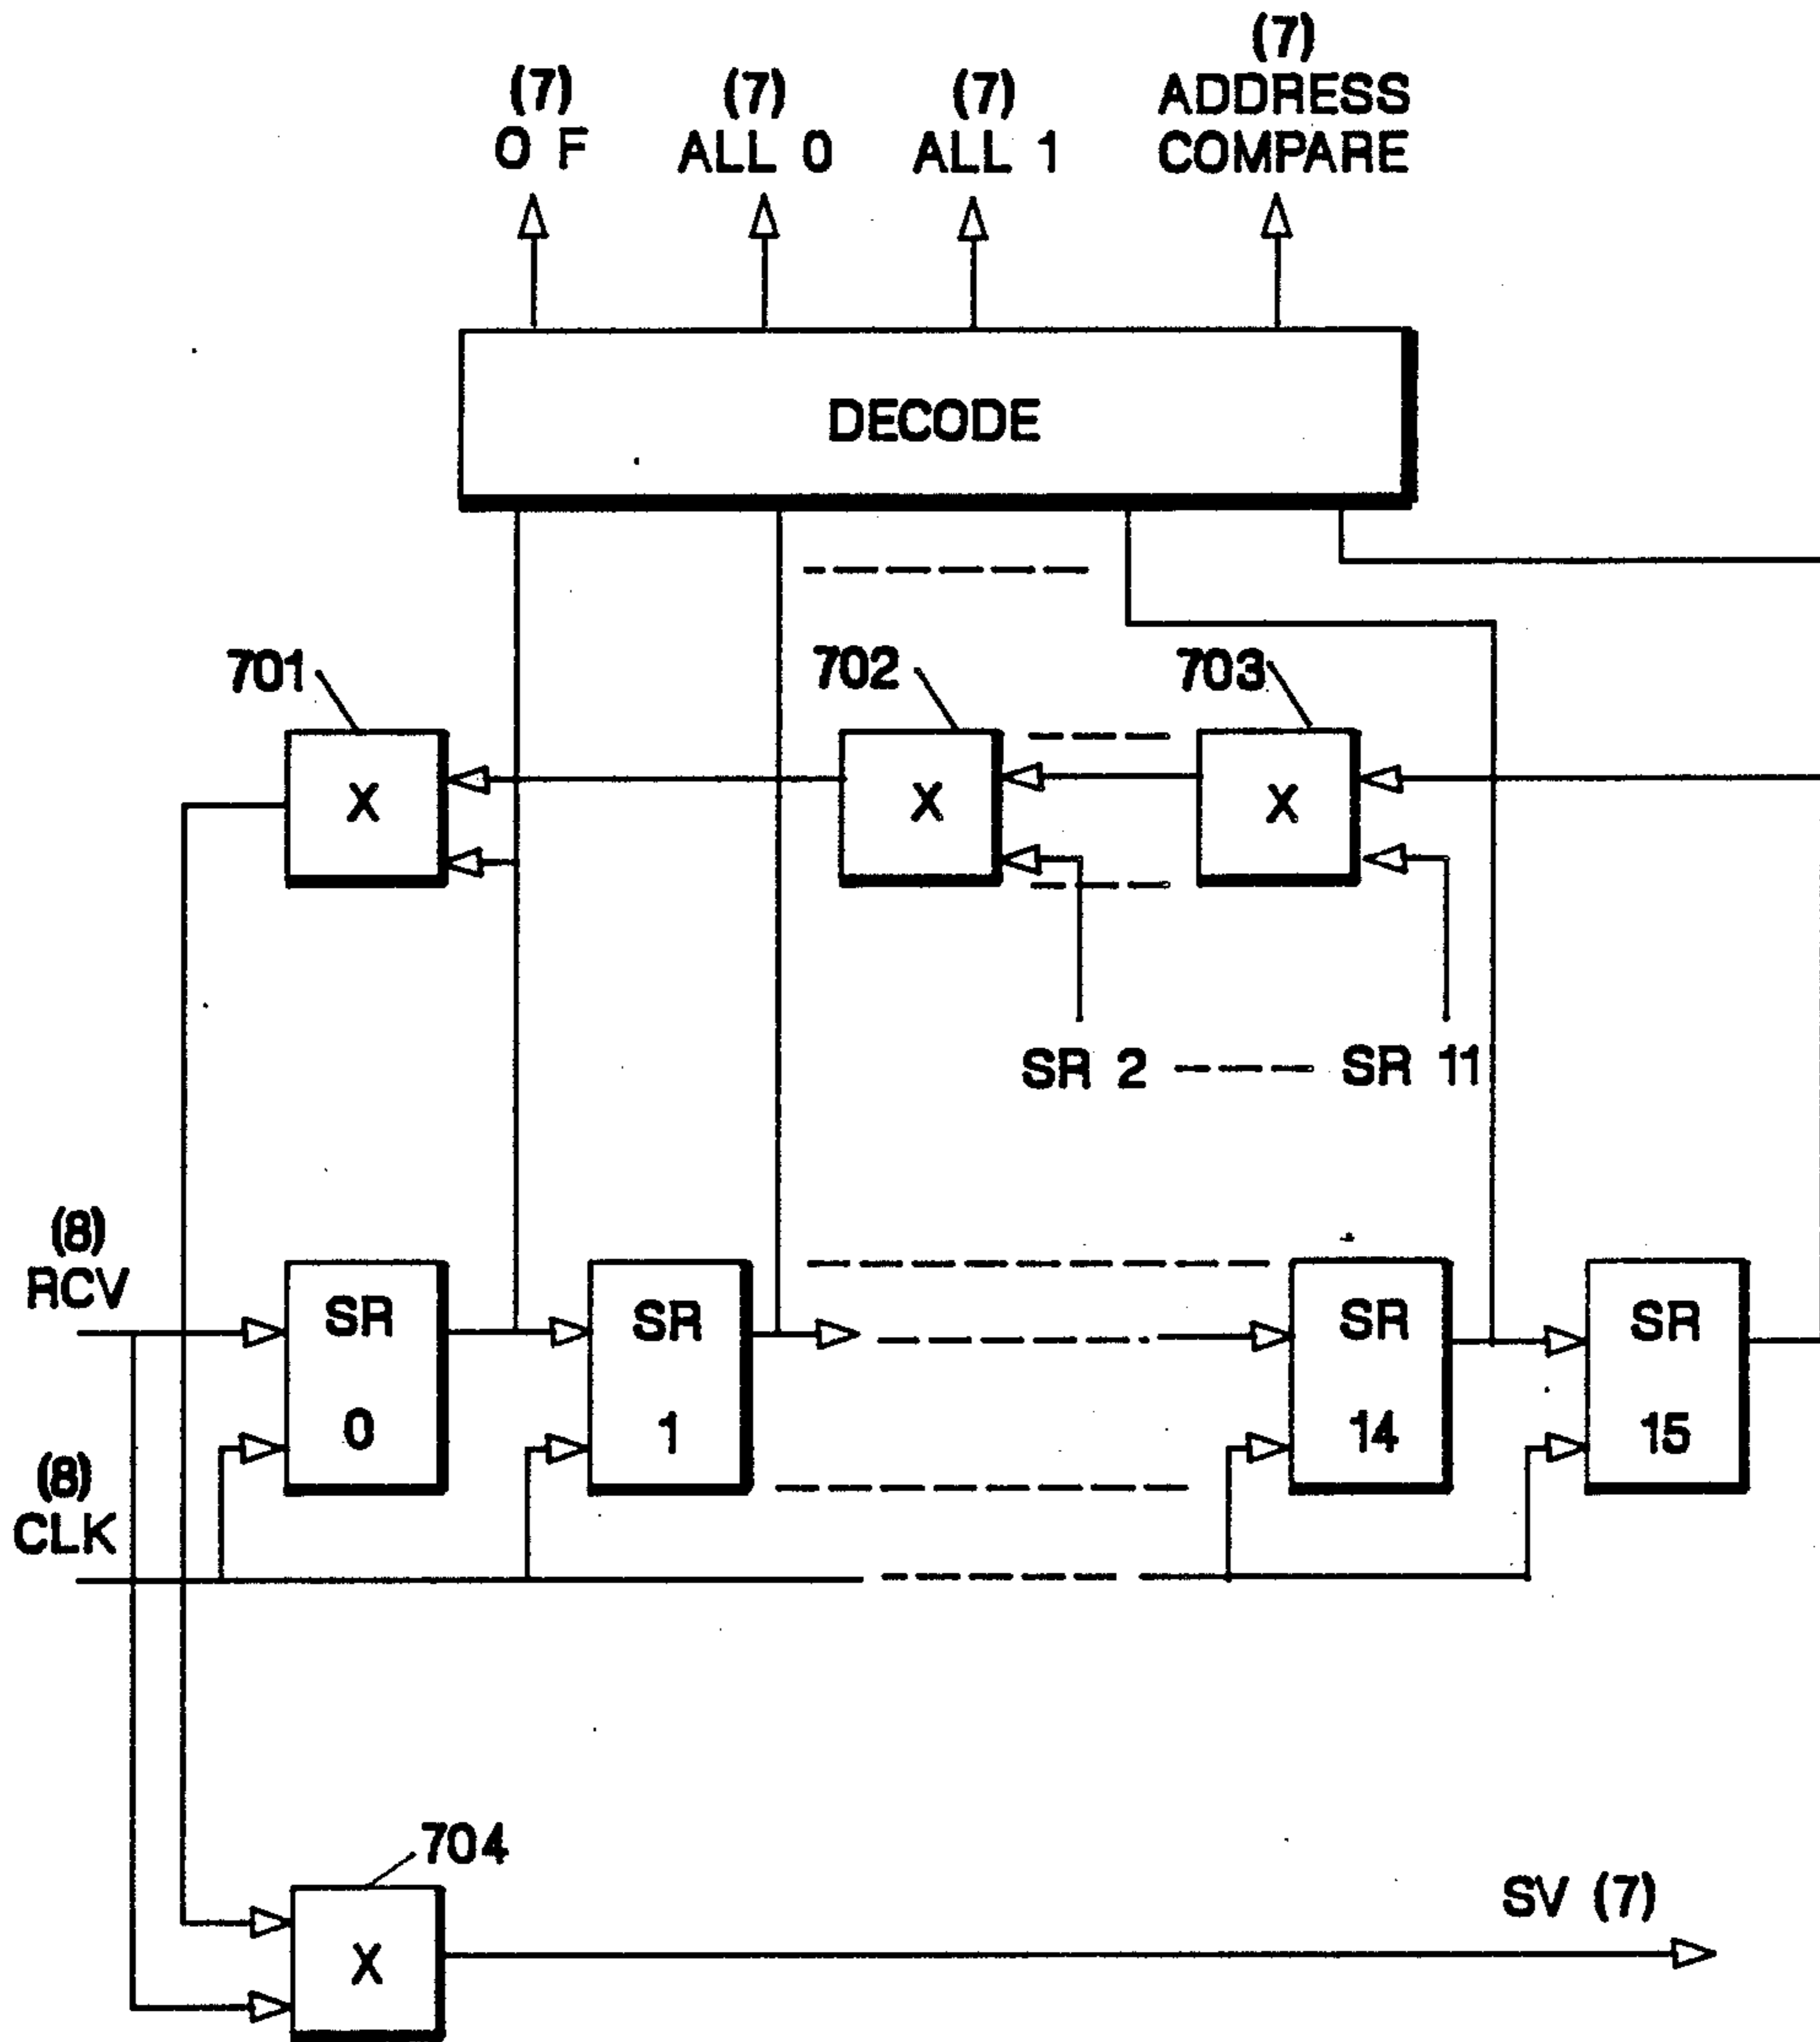 (7)
O F
(7)
ALL 0
(7)
ALL 1
(7)
ADDRESS
COMPARE
DECODE
701
702
703
X
X
X
SR 2
SR 11
(8)
RCV
SR
0
SR
1
SR
14
SR
15
(8)
CLK
704
X
SV (7)